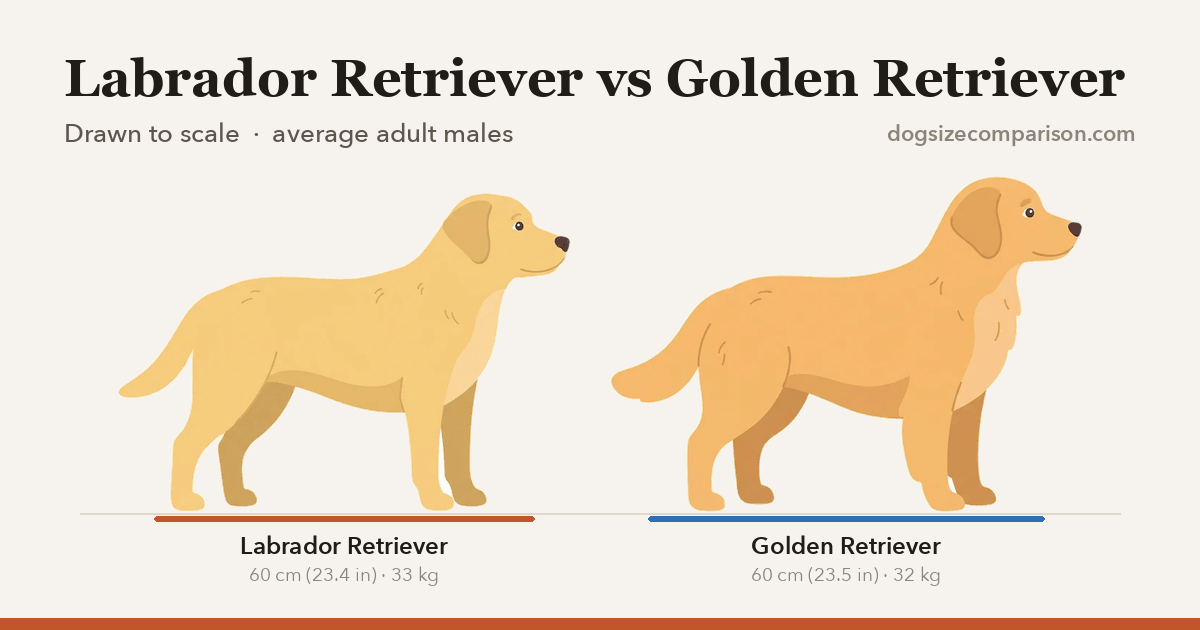 Labrador Retriever vs Golden Retriever
Drawn to scale · average adult males
dogsizecomparison.com
Labrador Retriever
60 cm (23.4 in) · 33 kg
Golden Retriever
60 cm (23.5 in) · 32 kg